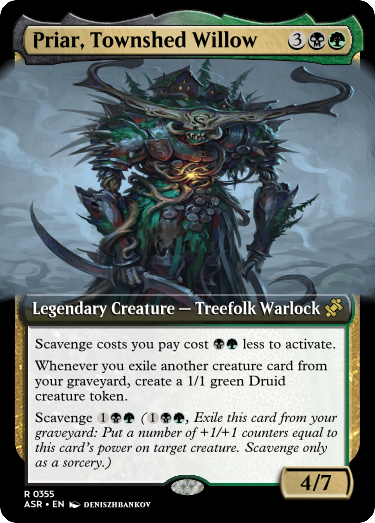 Priar, Townshed Willow 3
Legendary Creature — Treefolk Warlock
Scavenge costs you pay cost less to activate.
Whenever you exile another creature card from
your graveyard, create a 1/1 green Druid
creature token.
Scavenge 1 (1, Exile this card from your
graveyard: Put a number of +1/+1 counters equal to
this card's power on target creature. Scavenge only
as a sorcery.)
4/7
R 0355
ASR • EN DENISZHBANKOV